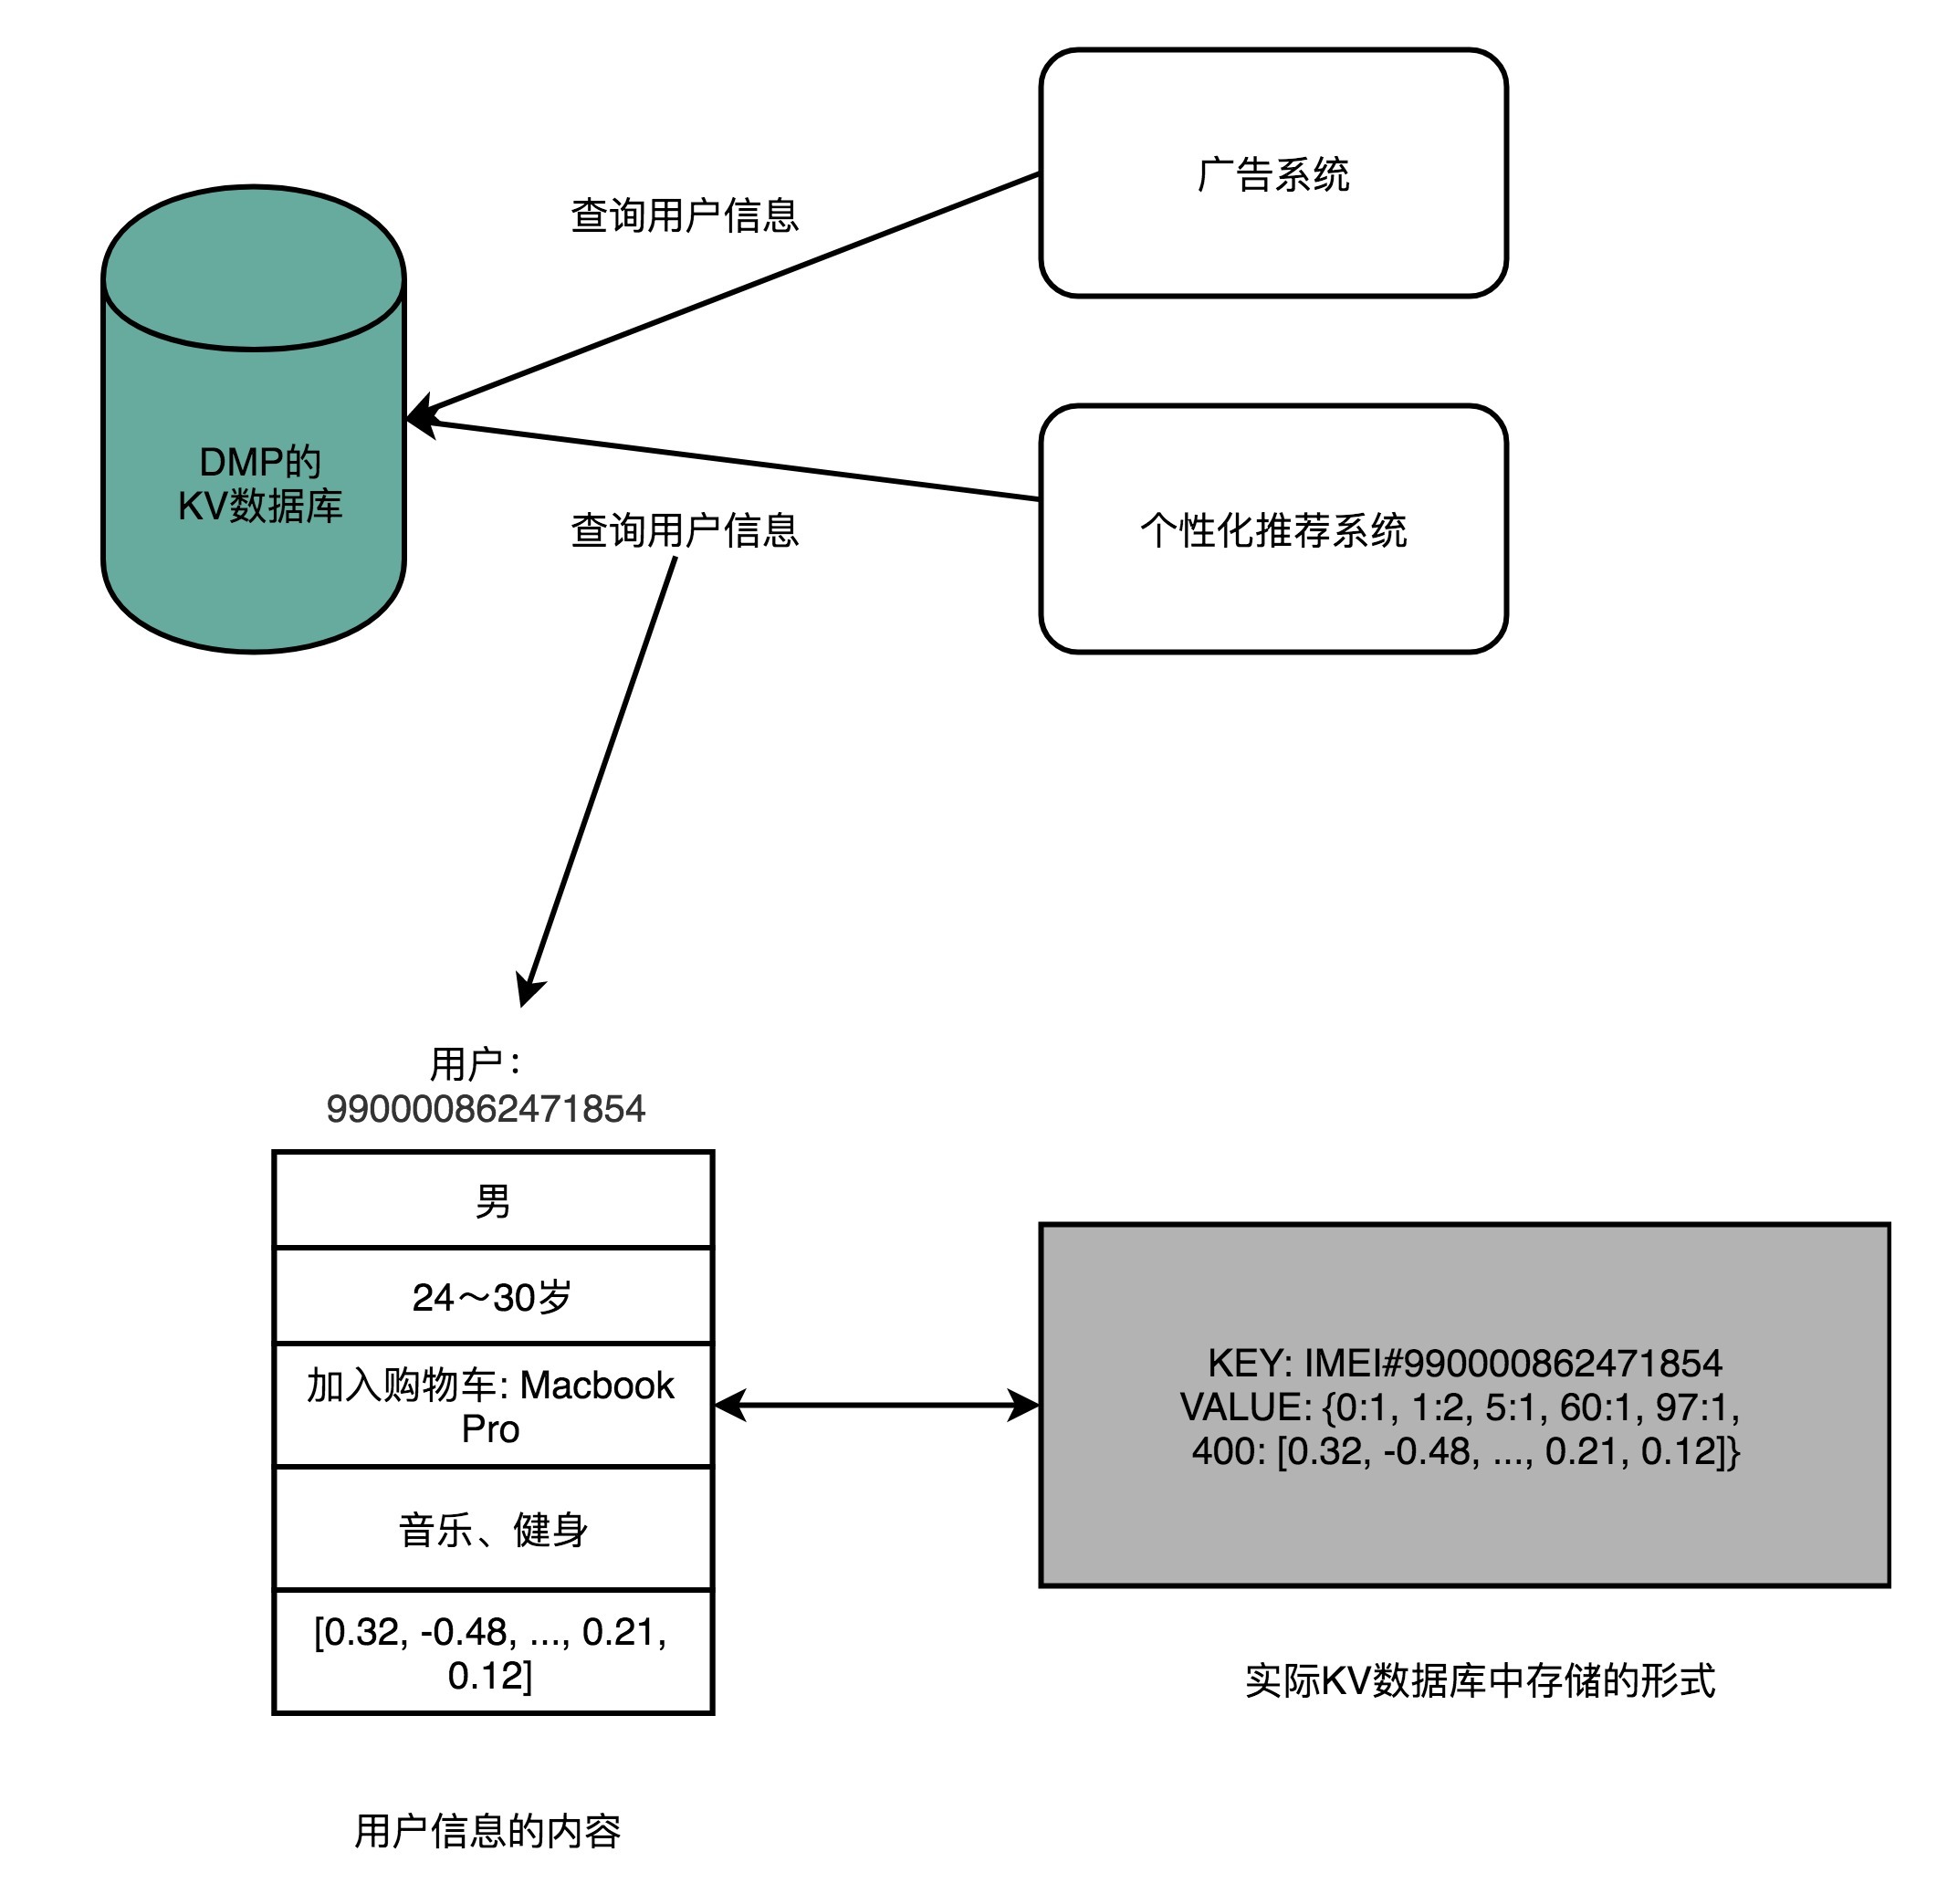 广告系统
查询用户信息
DMP的
KV数据库
查询用户信息
个性化推荐系统
用户：
990000862471854
男
24～30岁
加入购物车: Macbook
Pro
音乐、健身
[0.32, -0.48, ..., 0.21,
0.12]
用户信息的内容
KEY: IMEI#990000862471854
VALUE: {0:1, 1:2, 5:1, 60:1, 97:1,
400: [0.32, -0.48, ..., 0.21, 0.12]}
实际KV数据库中存储的形式